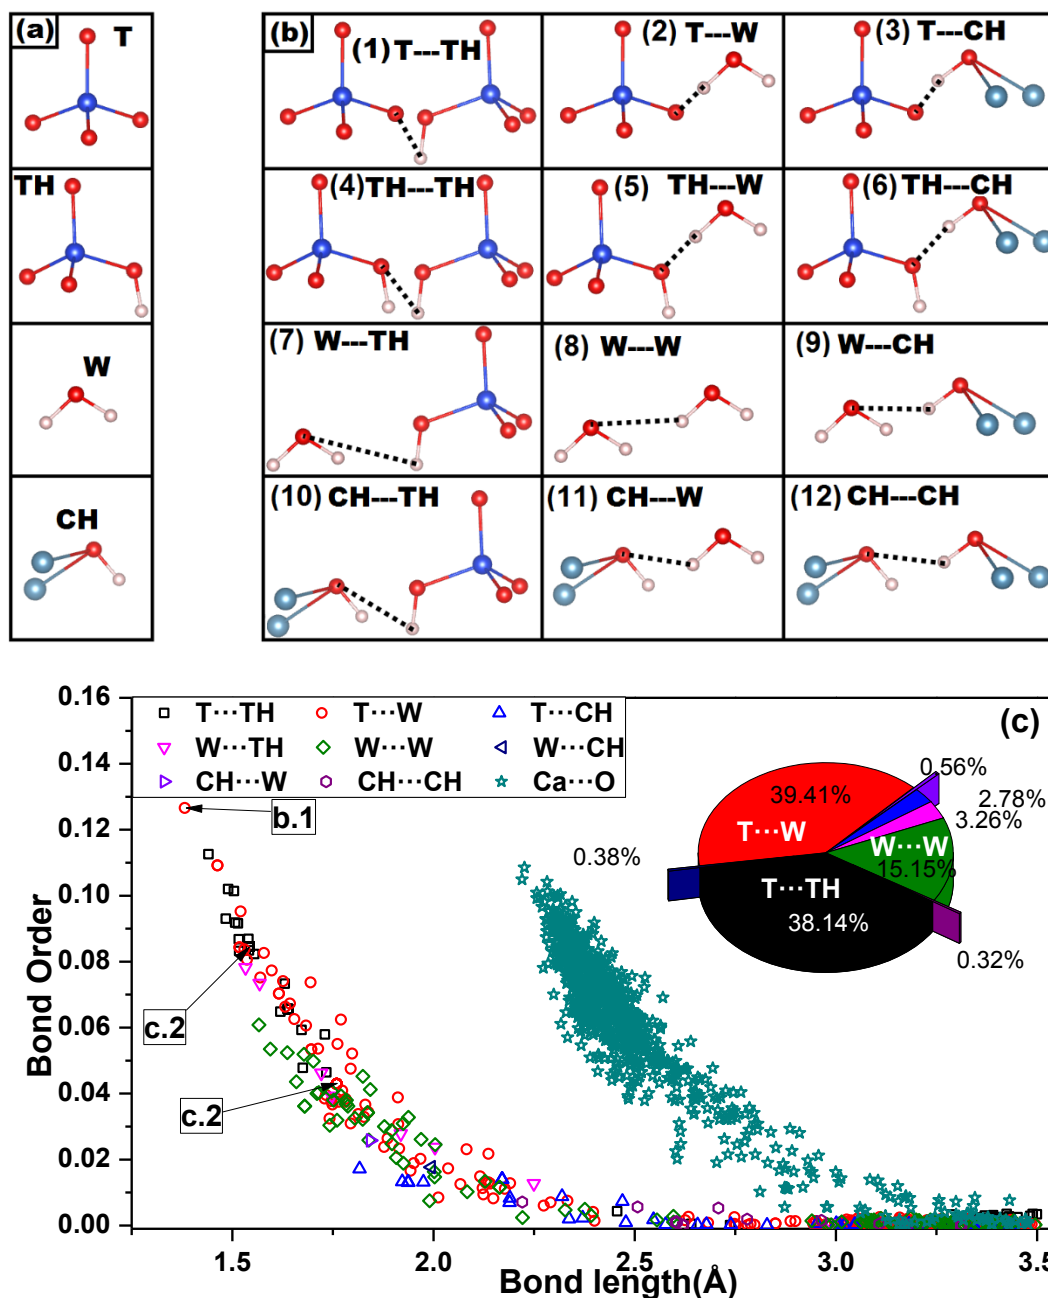 (a)
T
TH
W
CH
(b)
(1) T---TH
(2) T---W
(3) T---CH
(4) TH---TH
(5) TH---W
(6) TH---CH
(7) W---TH
(8) W---W
(9) W---CH
(10) CH---TH
(11) CH---W
(12) CH---CH
(c)
T···TH
T···W
T···CH
W···TH
W···W
W···CH
CH···W
CH···CH
Ca···O
b.1
c.2
c.2
39.41%
T···W
0.56%
2.78%
3.26%
W···W
15.15%
0.38%
T···TH
38.14%
0.32%
Bond Order
0.16
0.14
0.12
0.10
0.08
0.06
0.04
0.02
0.00
1.5
2.0
2.5
3.0
3.5
Bond length(Å)